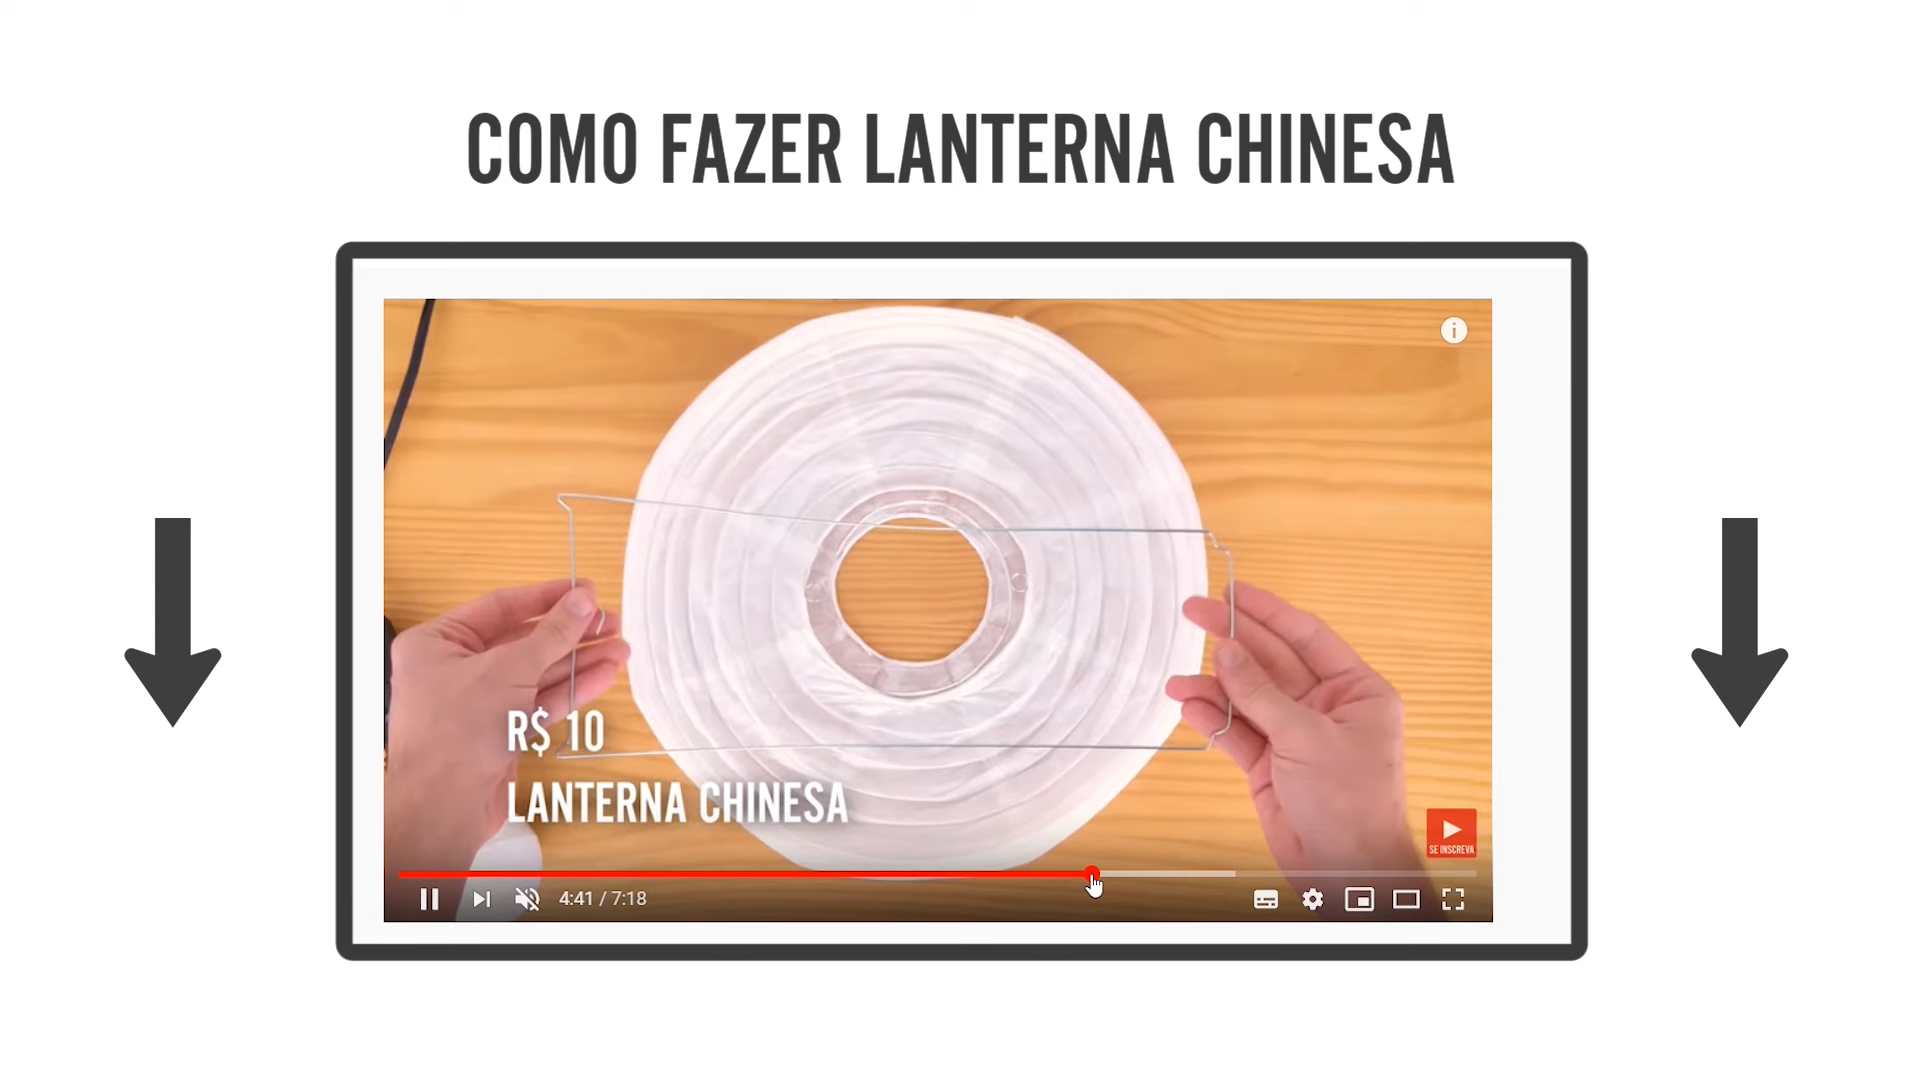 COMO FAZER LANTERNA CHINESA
i
R$ 10
LANTERNA CHINESA
SE INSCREVA
4:41 / 7:18